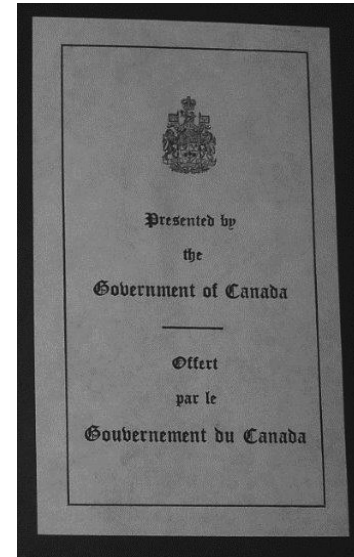 Presented by
the
Government of Canada
Offert
par le
Gouvernement du Canada